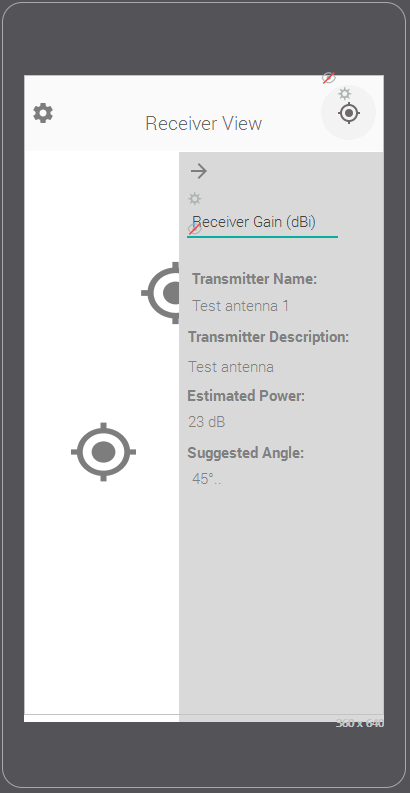 Receiver View
Receiver Gain (dBi)
Transmitter Name:
Test antenna 1
Transmitter Description:
Test antenna
Estimated Power:
23 dB
Suggested Angle:
45°..
360 x 640